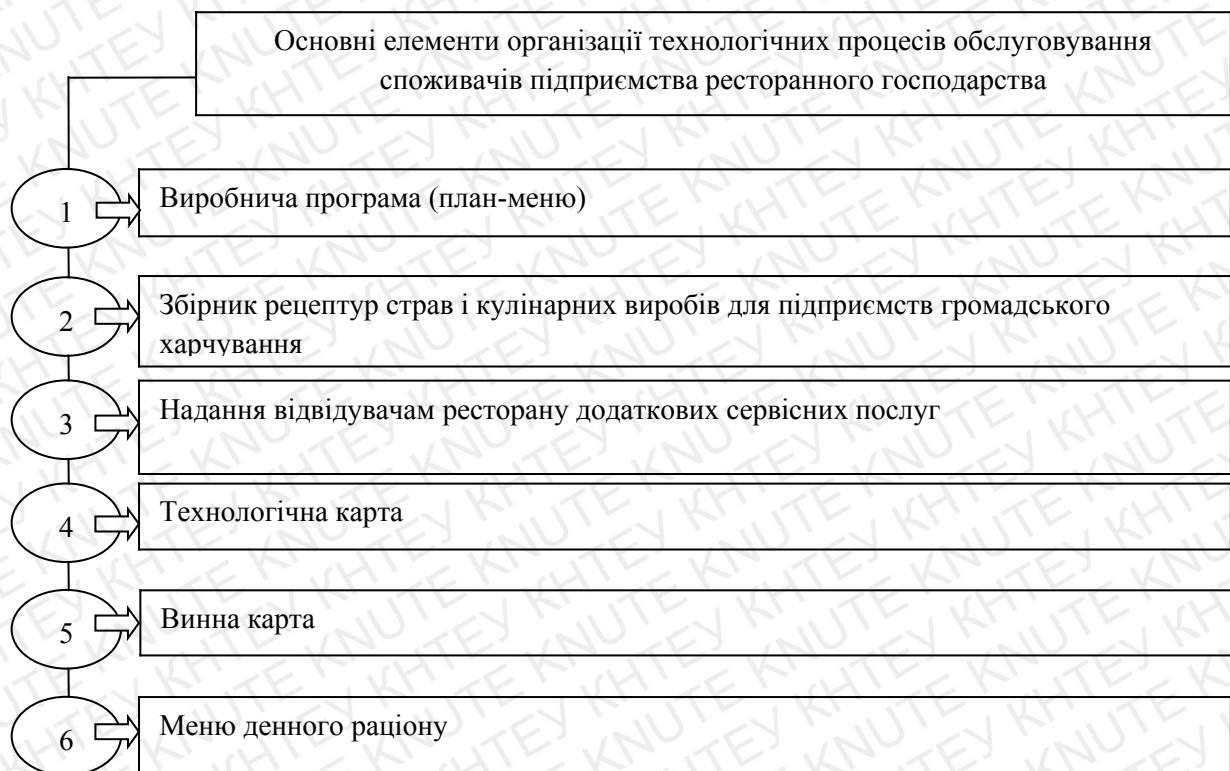 Основні елементи організації технологічних процесів обслуговування
споживачів підприємства ресторанного господарства
1
Виробнича програма (план-меню)
2
Збірник рецептур страв і кулінарних виробів для підприємств громадського
харчування
3
Надання відвідувачам ресторану додаткових сервісних послуг
4
Технологічна карта
5
Винна карта
6
Меню денного раціону